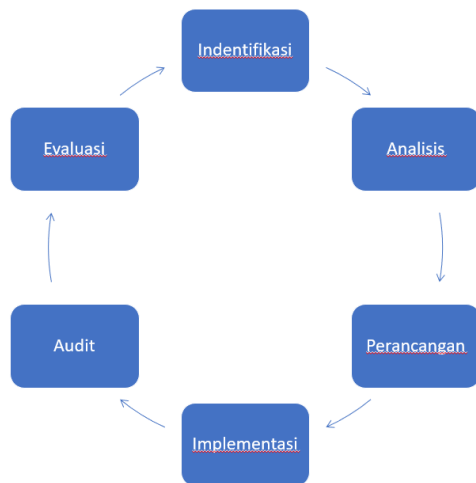 Indentifikasi
Analisis
Perancangan
Implementasi
Audit
Evaluasi